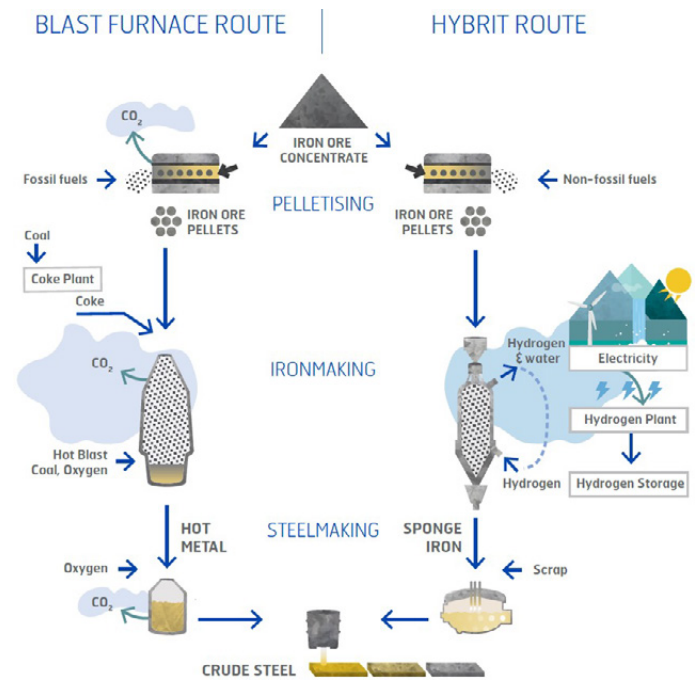 BLAST FURNACE ROUTE
HYBRIT ROUTE
CO2
IRON ORE
CONCENTRATE
Fossil fuels
Non-fossil fuels
PELLETISING
IRON ORE
PELLETS
IRON ORE
PELLETS
Coal
Coke Plant
Coke
CO2
IRONMAKING
Hydrogen
& water
Electricity
Hydrogen Plant
Hot Blast
Coal, Oxygen
Hydrogen
Hydrogen Storage
HOT
METAL
STEELMAKING
SPONGE
IRON
Oxygen
Scrap
CO2
CRUDE STEEL